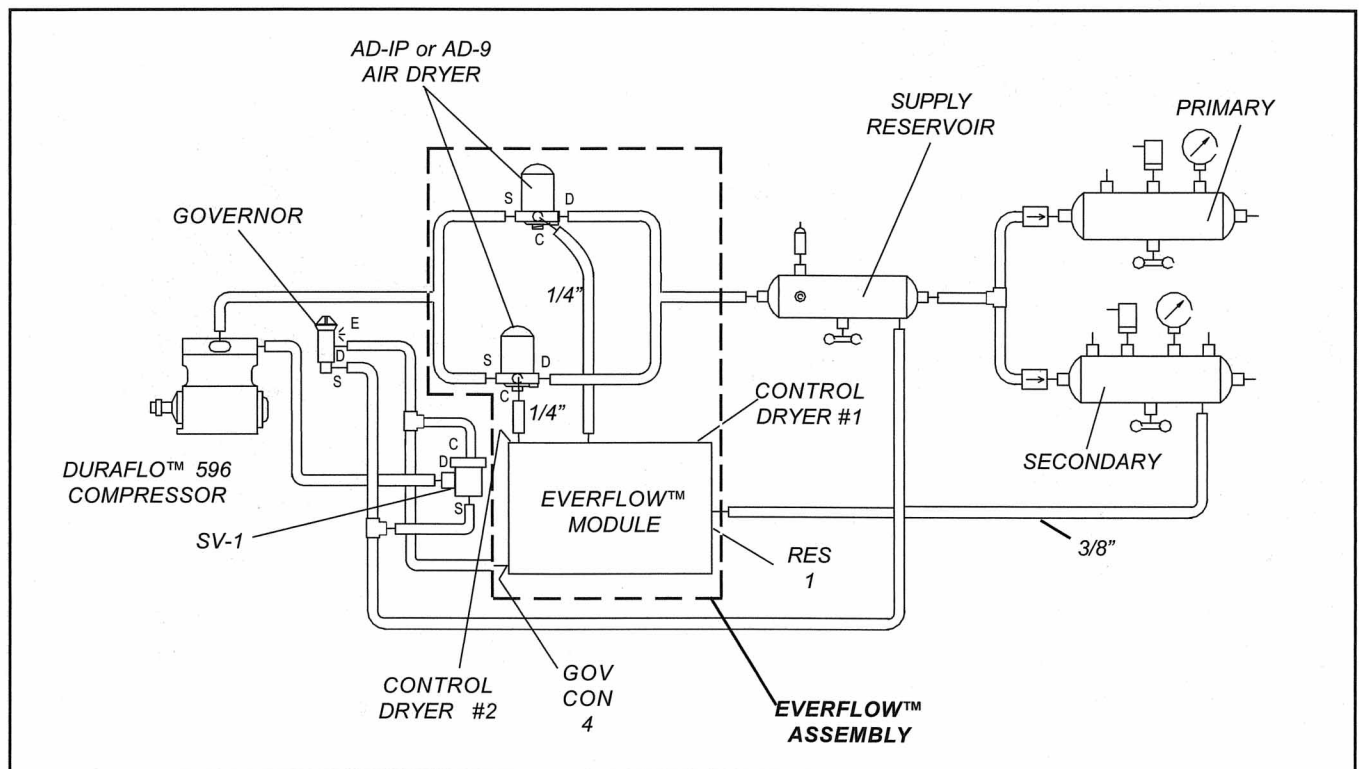 AD-IP or AD-9
AIR DRYER
SUPPLY
RESERVOIR
PRIMARY
GOVERNOR
S
D
C
E
D
S
1/4"
S
D
C
1/4"
CONTROL
DRYER #1
DURAFLO™ 596
COMPRESSOR
C
D
S
SV-1
EVERFLOW™
MODULE
SECONDARY
RES
1
3/8"
CONTROL
DRYER #2
GOV
CON
4
EVERFLOW™
ASSEMBLY